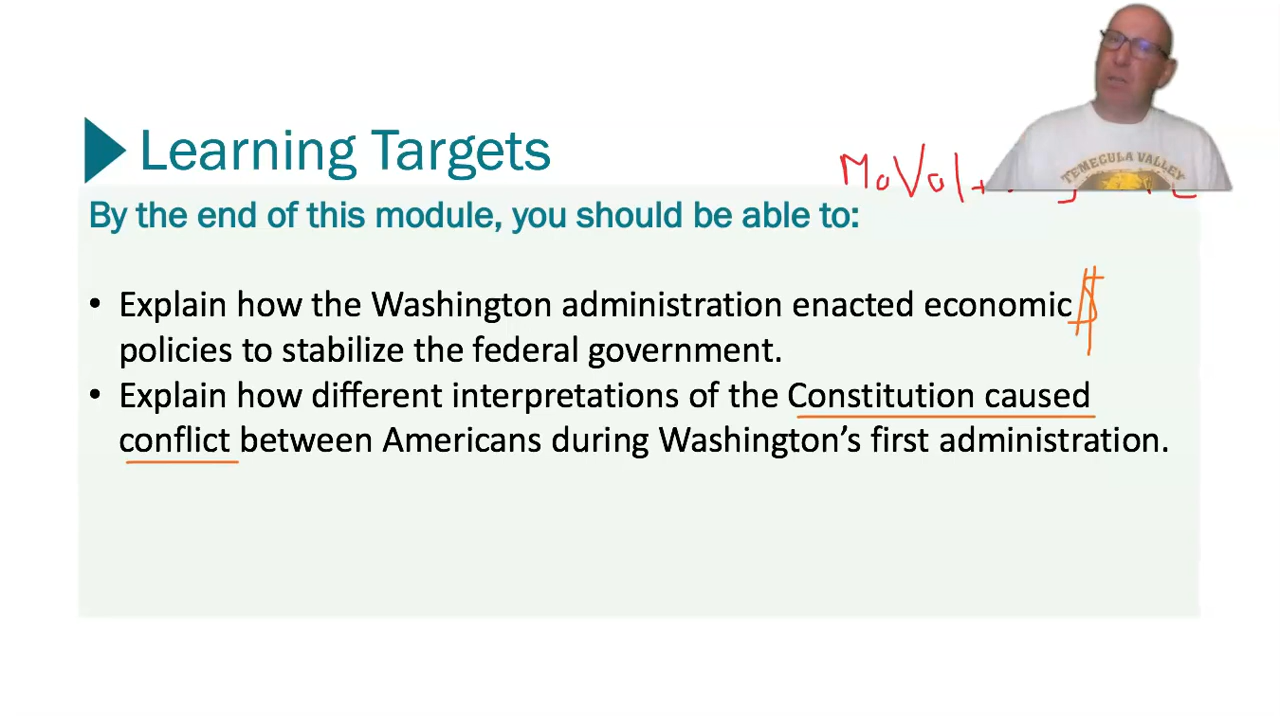 Learning Targets
TEMECULA VALLEY
By the end of this module, you should be able to:
• Explain how the Washington administration enacted economic $
policies to stabilize the federal government.
• Explain how different interpretations of the Constitution caused
conflict between Americans during Washington's first administration.